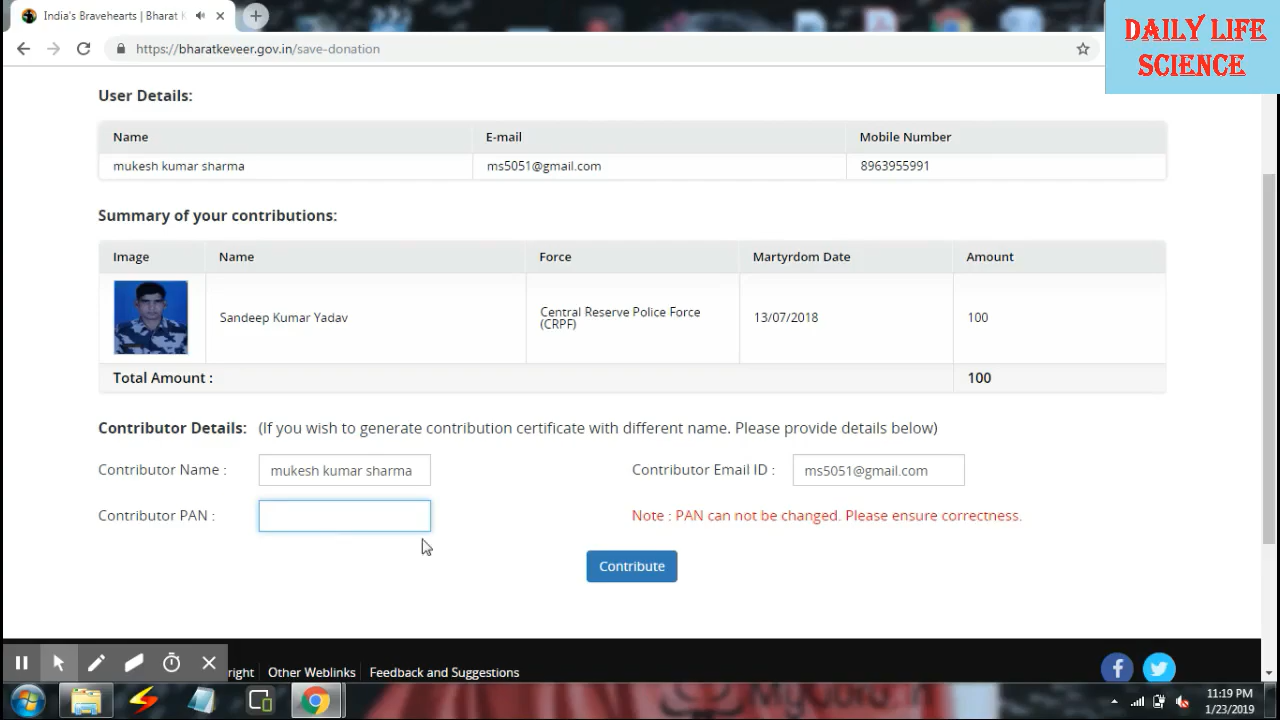 India's Bravehearts | Bharat K
DAILY LIFE
SCIENCE
https://bharatkeveer.gov.in/save-donation
User Details:
Name E-mail Mobile Number
mukesh kumar sharma ms5051@gmail.com 8963955991
Summary of your contributions:
Image Name Force Martyrdom Date Amount
Sandeep Kumar Yadav Central Reserve Police Force 13/07/2018 100
(CRPF)
Total Amount : 100
Contributor Details: (If you wish to generate contribution certificate with different name. Please provide details below)
Contributor Name : mukesh kumar sharma Contributor Email ID : ms5051@gmail.com
Contributor PAN : Note : PAN can not be changed. Please ensure correctness.
Contribute
right Other Weblinks Feedback and Suggestions
11:19 PM
1/23/2019